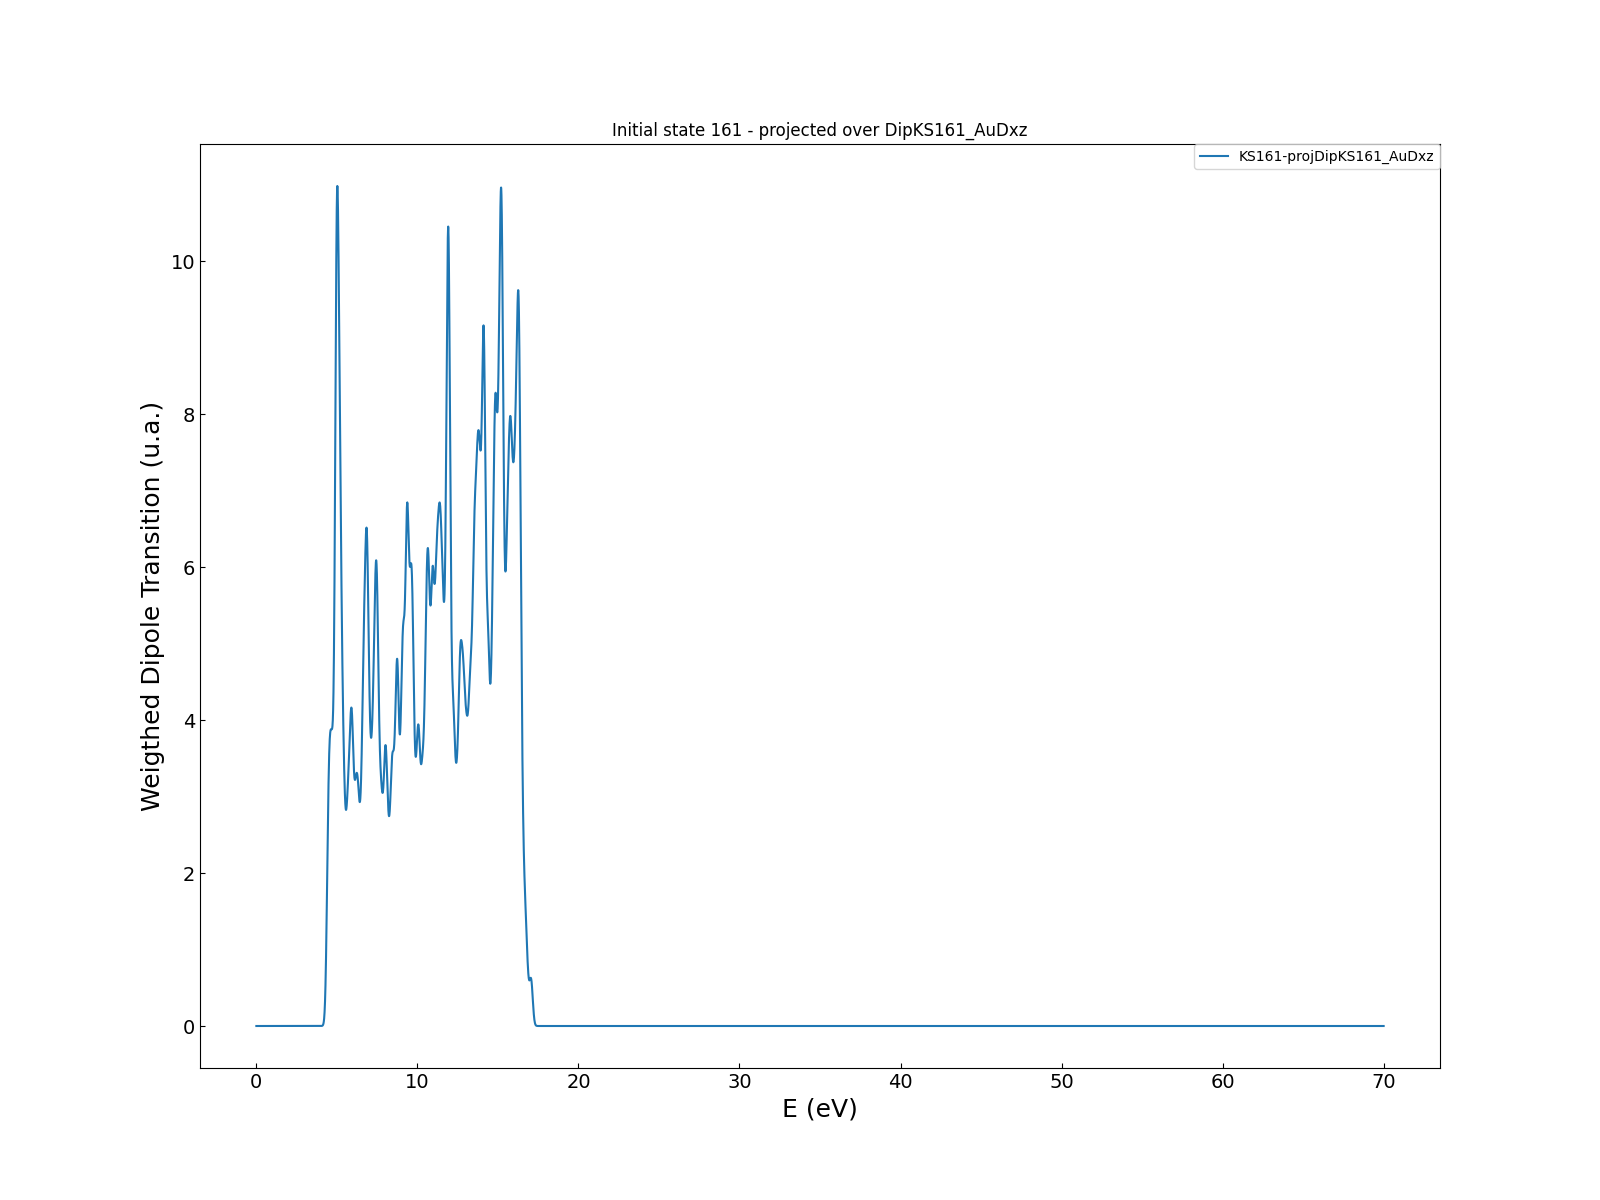 Initial state 161 - projected over DipKS161_AuDxz
KS161-projDipKS161_AuDxz
Weigthed Dipole Transition (u.a.)
10
8
6
4
2
0
0 10 20 30 40 50 60 70
E (eV)